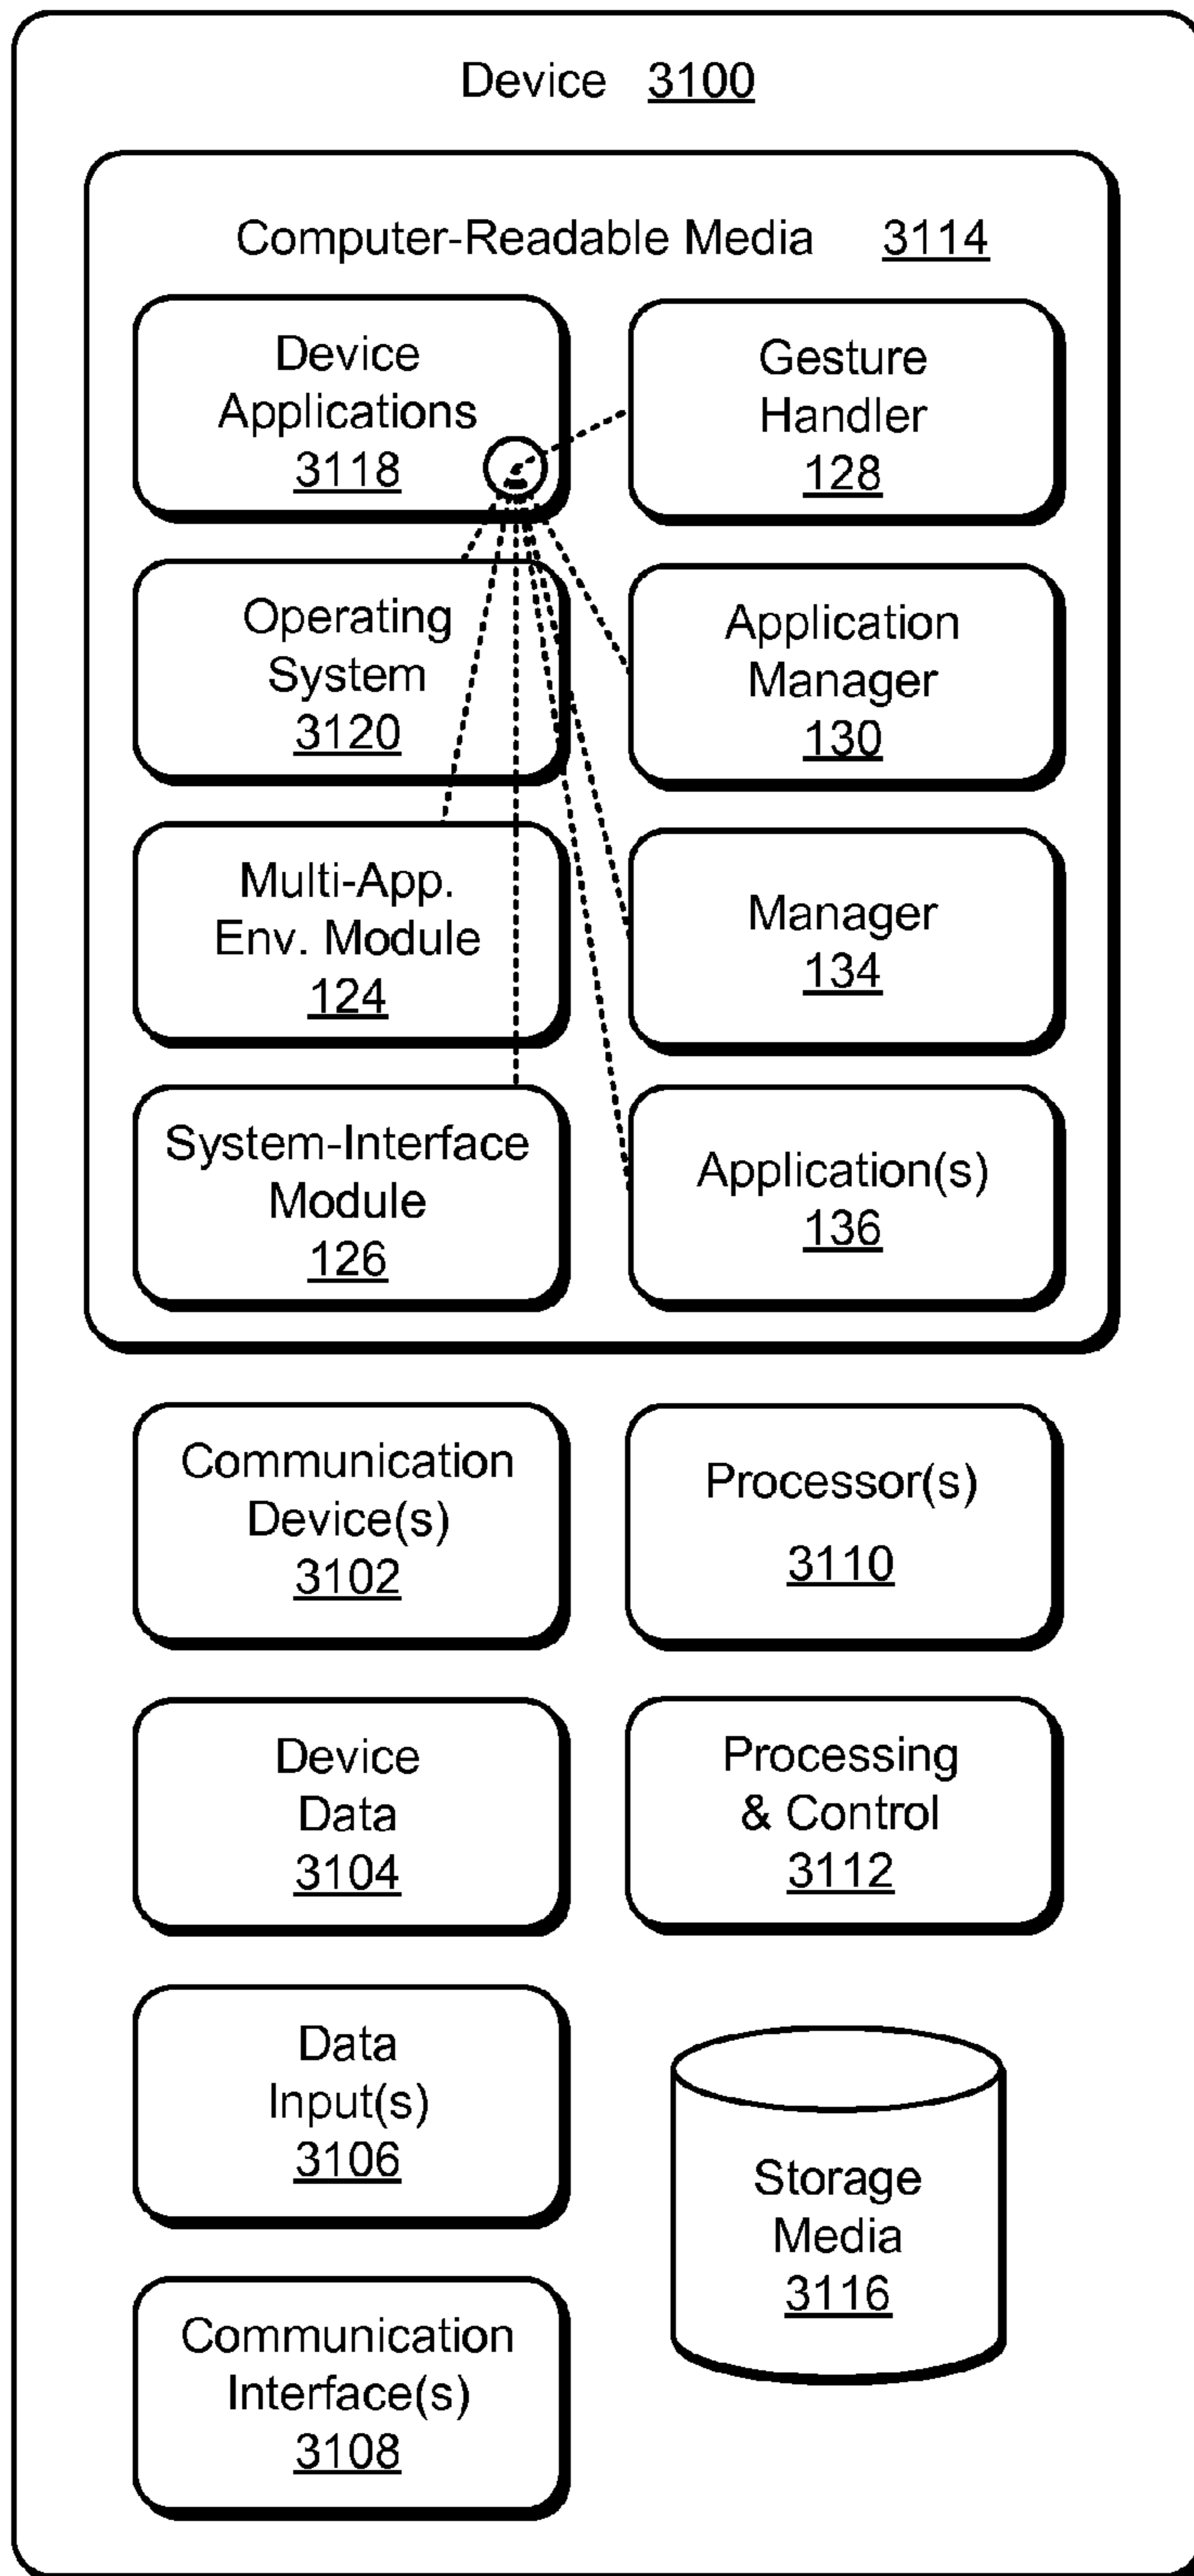 Device 3100
Computer-Readable Media 3114
Device
Applications
3118
Gesture
Handler
128
Operating
System
3120
Application
Manager
130
Multi-App.
Env. Module
124
Manager
134
System-Interface
Module
126
Application(s)
136
Communication
Device(s)
3102
Processor(s)
3110
Device
Data
3104
Processing
& Control
3112
Data
Input(s)
3106
Storage
Media
3116
Communication
Interface(s)
3108